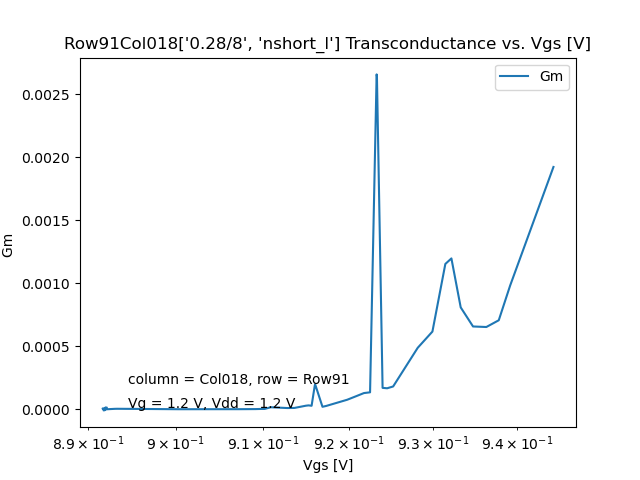 Row91Col018['0.28/8', 'nshort_l'] Transconductance vs. Vgs [V]
Gm
0.0025
0.0020
0.0015
0.0010
0.0005
0.0000
Gm
column = Col018, row = Row91
Vg = 1.2 V, Vdd = 1.2 V
8.9 × 10⁻¹ 9 × 10⁻¹ 9.1 × 10⁻¹ 9.2 × 10⁻¹ 9.3 × 10⁻¹ 9.4 × 10⁻¹
Vgs [V]